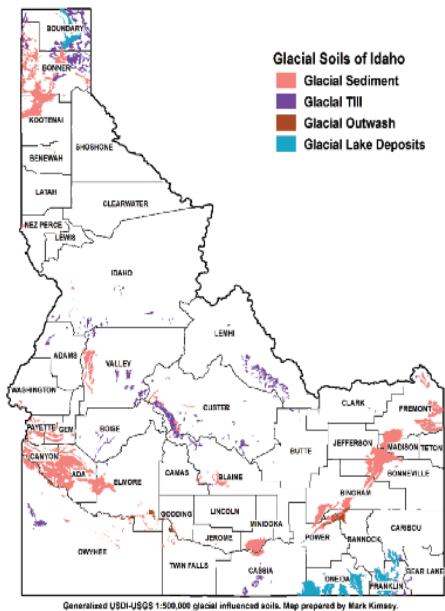 Glacial Soils of Idaho
Glacial Sediment
Glacial Till
Glacial Outwash
Glacial Lake Deposits
BOUNDARY
BONNER
KOOTENAI
SHOSHONE
BENEWAH
LATAH
CLEARWATER
NEZ PERCE
LEWIS
IDAHO
LEMHI
ADAMS
VALLEY
WASHINGTON
CUSTER
CLARK
FREMONT
PAYETTE
GEM
BOISE
BUTTE
JEFFERSON
MADISON
TETON
CANYON
ADA
ELMORE
CAMAS
BLAINE
BONNEVILLE
BINGHAM
GOODING
LINCOLN
MINIDOKA
POWER
BANNOCK
CARIBOU
JEROME
OWYHEE
TWIN FALLS
CASSIA
ONEIDA
FRANKLIN
BEAR LAKE
Generalized USDI-USGS 1:500,000 glacial influenced soils. Map prepared by Mark Kimsey.